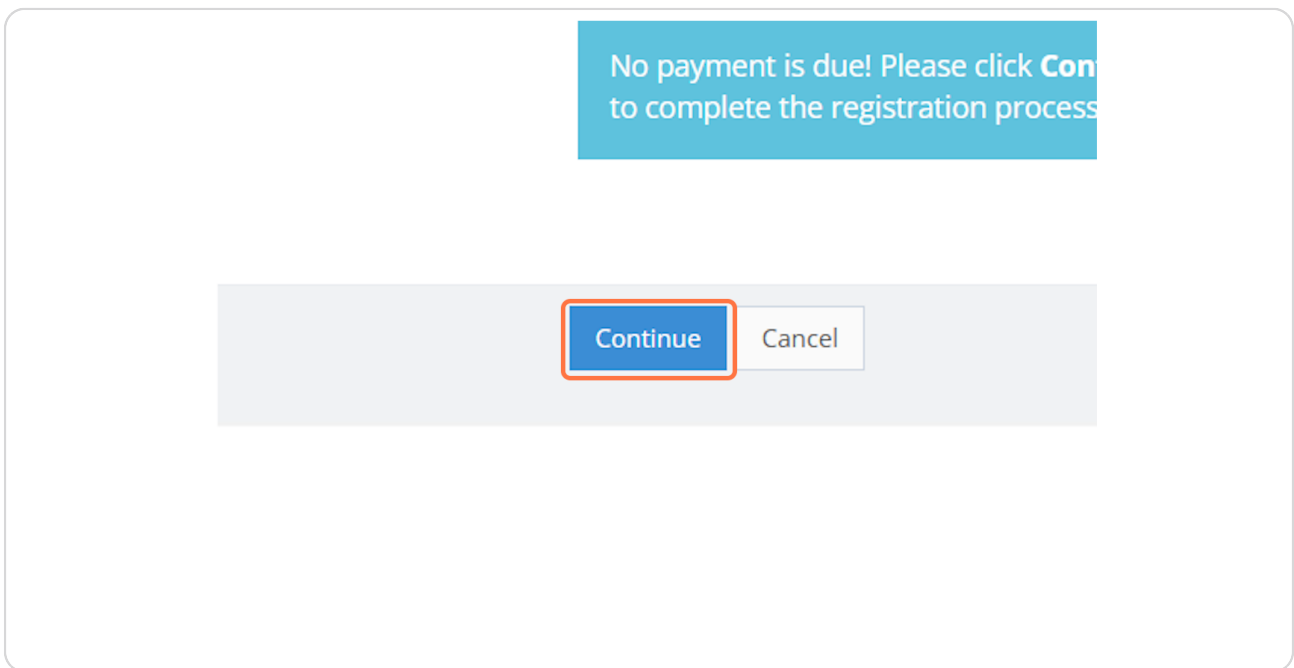 No payment is due! Please click
to complete the registration process
Continue
Cancel